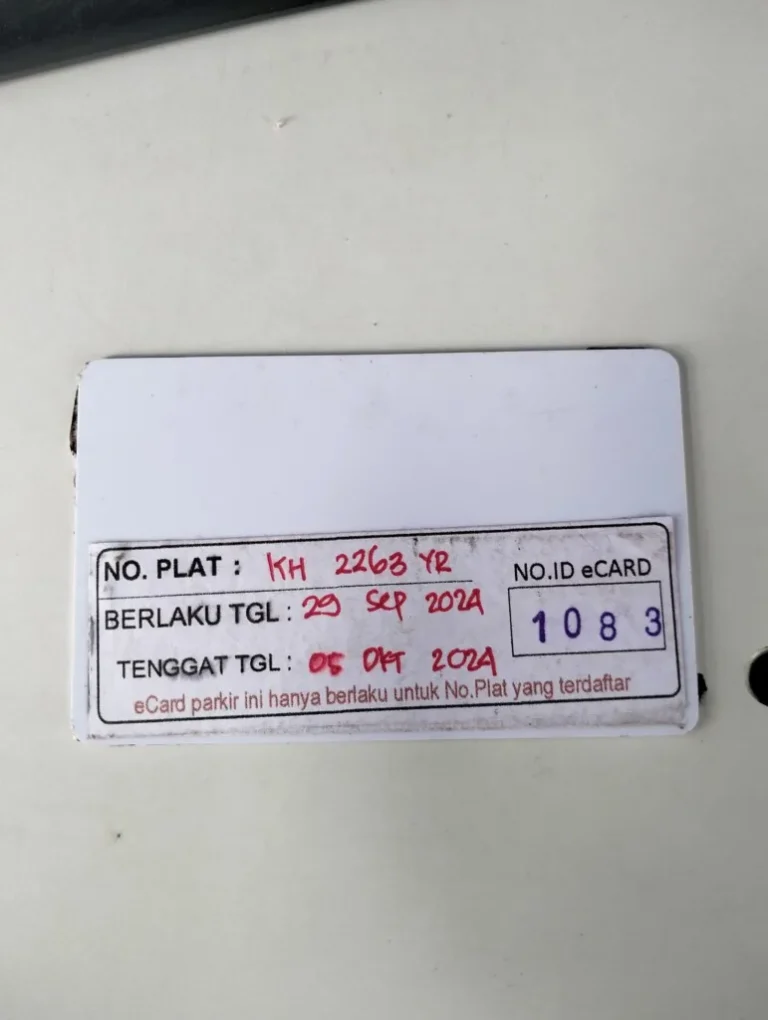 NO. PLAT : KH 2263 YR
BERLAKU TGL : 29 SEP 2024
TENGGAT TGL : 05 OKT 2024
NO.ID eCARD
1083
eCard parkir ini hanya berlaku untuk No.Plat yang terdaftar